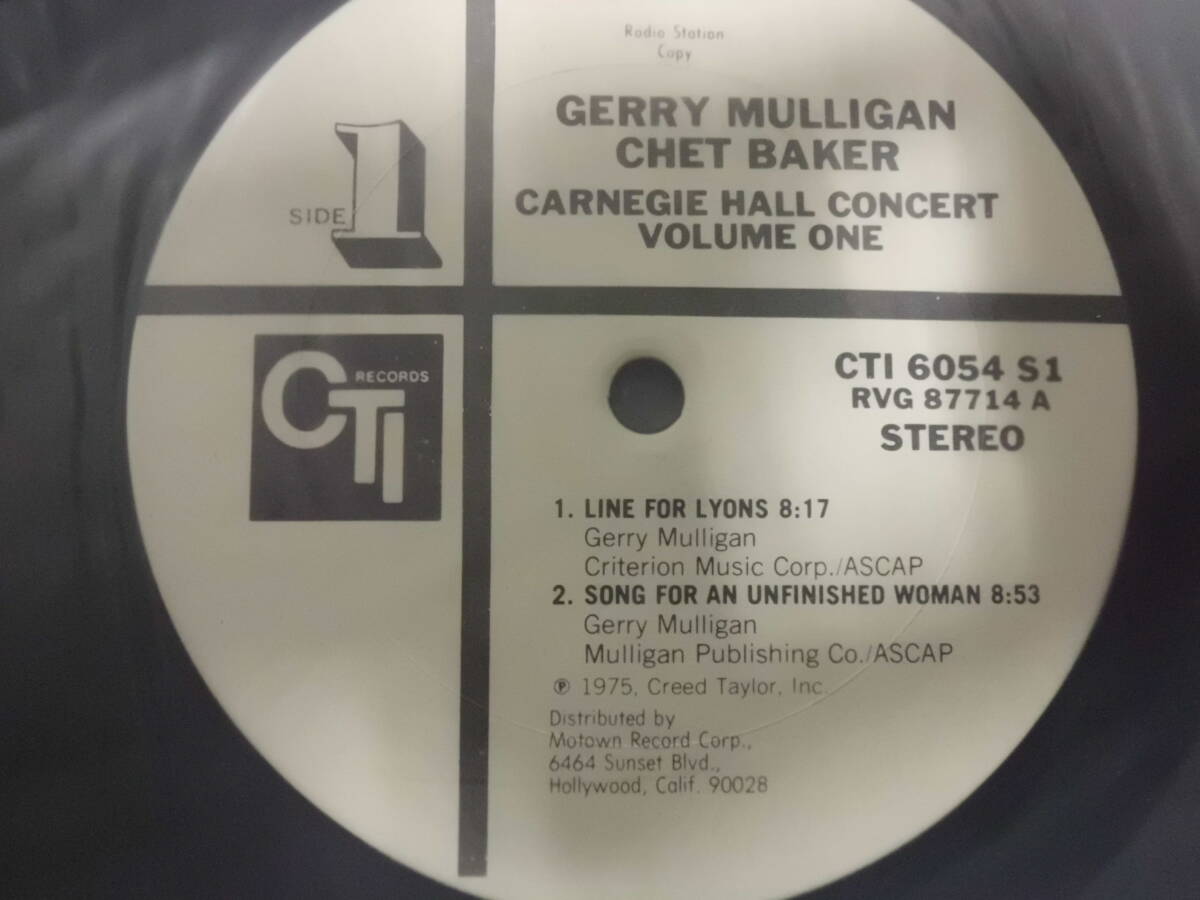 Radio Station
Copy
GERRY MULLIGAN
CHET BAKER
CARNEGIE HALL CONCERT
VOLUME ONE
SIDE 1
CTI RECORDS
CTI 6054 S1
RVG 87714 A
STEREO
1. LINE FOR LYONS 8:17
Gerry Mulligan
Criterion Music Corp./ASCAP
2. SONG FOR AN UNFINISHED WOMAN 8:53
Gerry Mulligan
Mulligan Publishing Co./ASCAP
℗ 1975, Creed Taylor, Inc.
Distributed by
Motown Record Corp.,
6464 Sunset Blvd.,
Hollywood, Calif. 90028